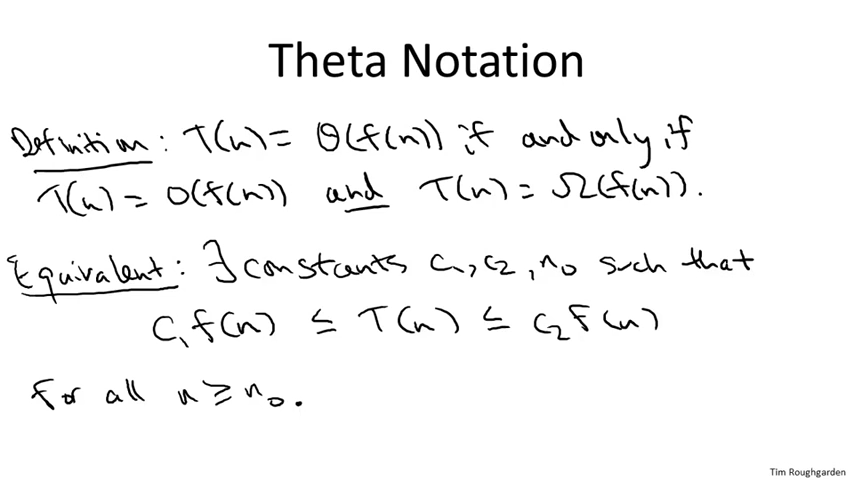 Theta Notation
Definition: T(n) = Θ(f(n)) if and only if
T(n) = O(f(n)) and T(n) = Ω(f(n)).
Equivalent: ∃ constants c₁, c₂, n₀ such that
c₁f(n) ≤ T(n) ≤ c₂f(n)
for all n ≥ n₀.
Tim Roughgarden